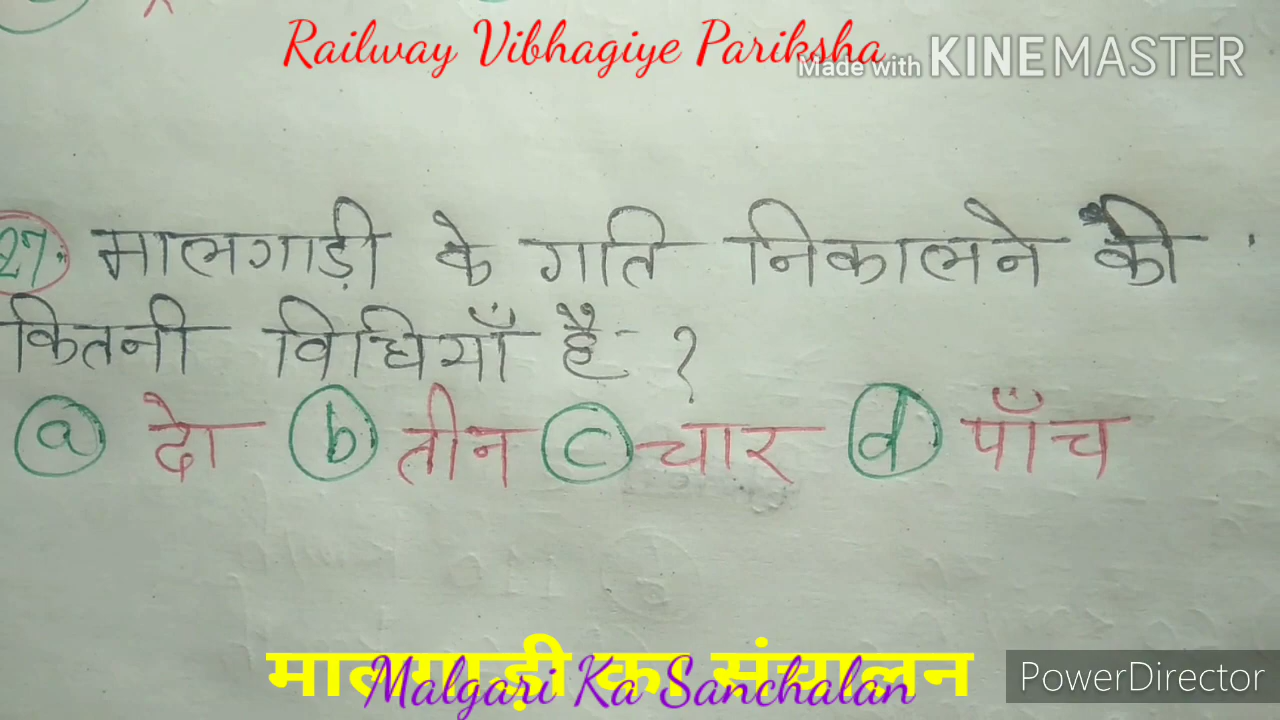 Railway Vibhagiye Pariksha
Made with KINEMASTER
27. मालगाड़ी के गति निकालने की
कितनी विधियाँ है ?
a दो b तीन c चार d पाँच
मालगाड़ी का संचालन
Malgari Ka Sanchalan
PowerDirector